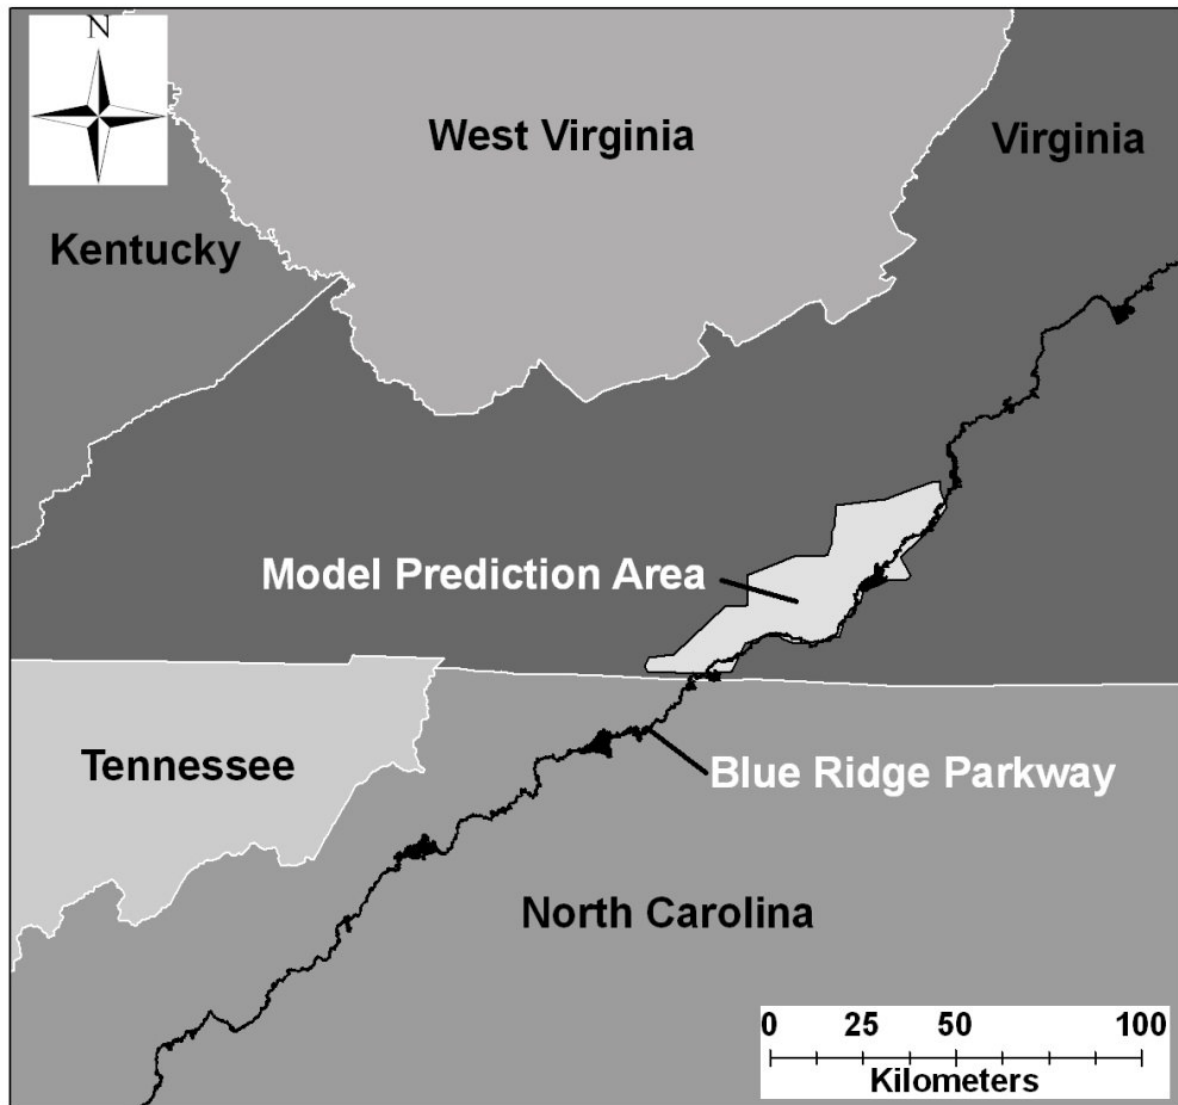 N
West Virginia
Virginia
Kentucky
Model Prediction Area
Tennessee
Blue Ridge Parkway
North Carolina
0 25 50 100
Kilometers